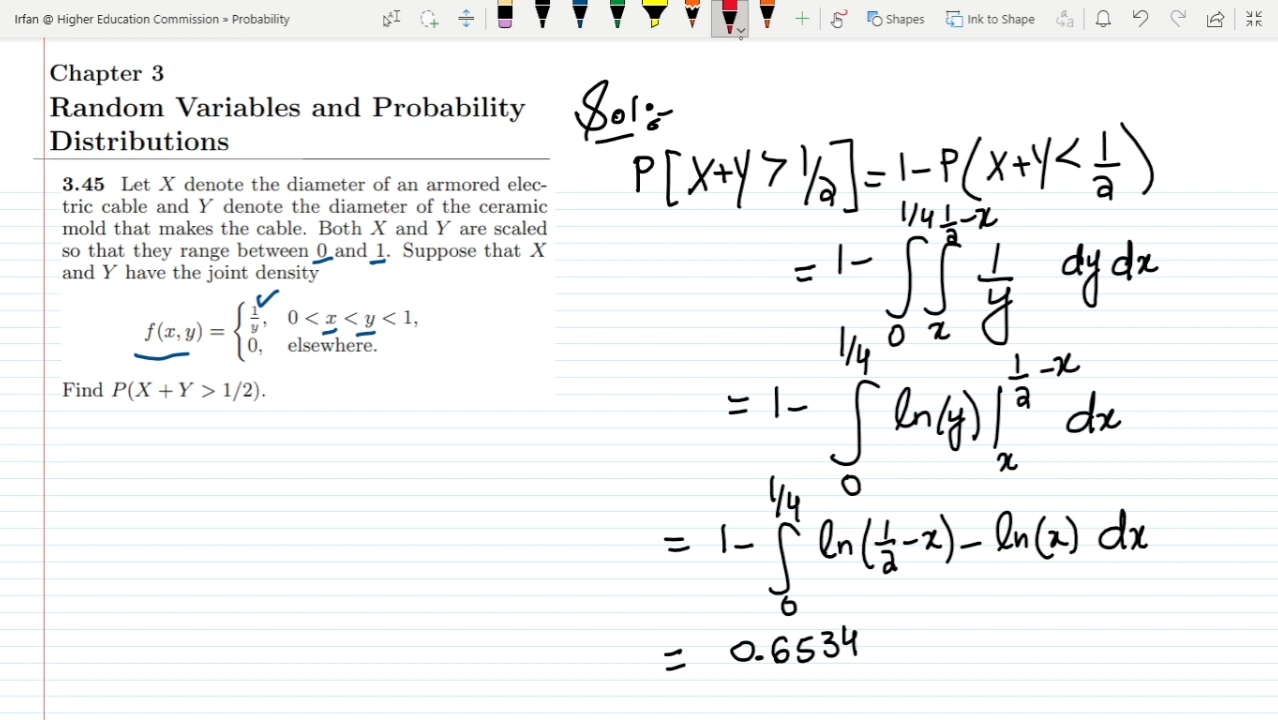 Irfan @ Higher Education Commission » Probability
Shapes
Ink to Shape
Chapter 3
Random Variables and Probability
Distributions
3.45 Let X denote the diameter of an armored elec-
tric cable and Y denote the diameter of the ceramic
mold that makes the cable. Both X and Y are scaled
so that they range between 0 and 1. Suppose that X
and Y have the joint density
f(x, y) = { 1/y, 0 < x < y < 1,
0, elsewhere.
Find P(X + Y > 1/2).
Sol:-
P[X+Y > 1/2] = 1 - P(X+Y < 1/2)
= 1 - ∫_0^{1/4} ∫_x^{1/2 - x} 1/y dy dx
= 1 - ∫_0^{1/4} ln(y) |_x^{1/2 - x} dx
= 1 - ∫_0^{1/4} ln(1/2 - x) - ln(x) dx
= 0.6534